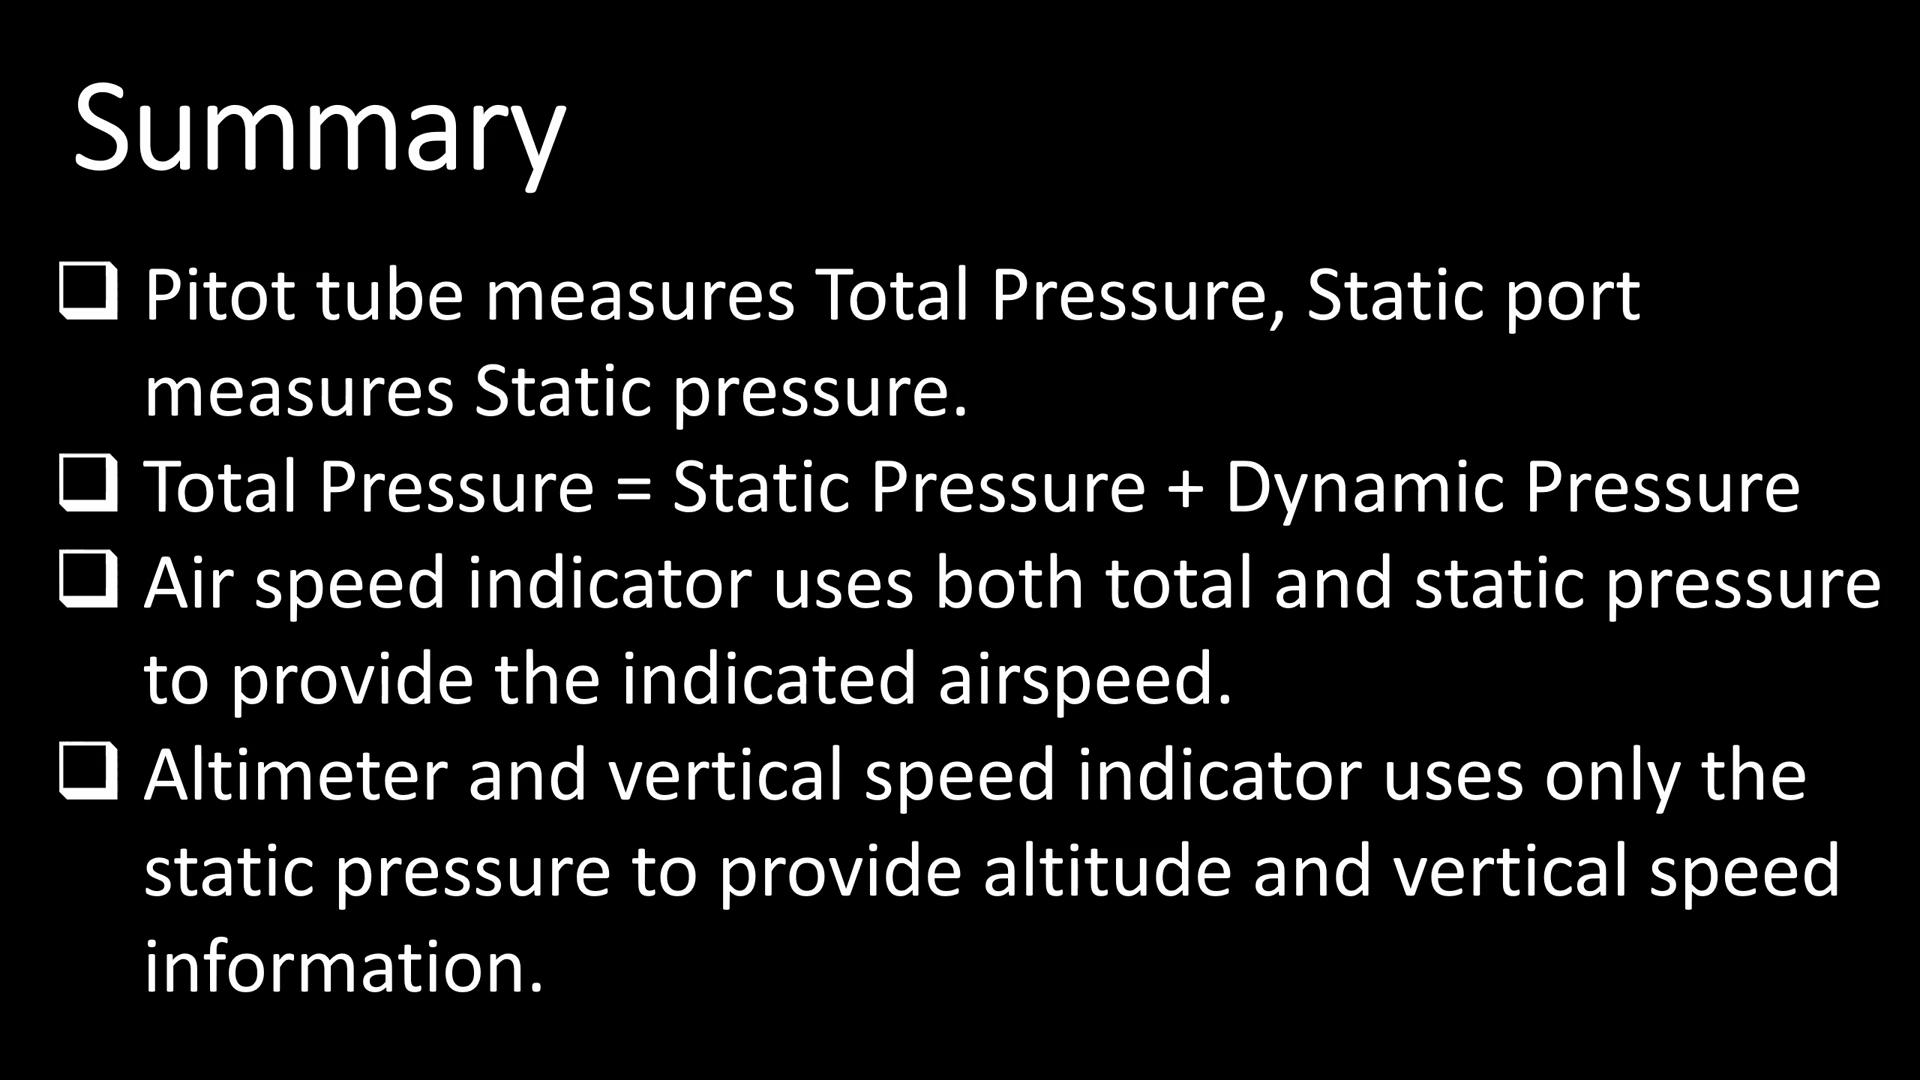 Summary
Pitot tube measures Total Pressure, Static port
measures Static pressure.
Total Pressure = Static Pressure + Dynamic Pressure
Air speed indicator uses both total and static pressure
to provide the indicated airspeed.
Altimeter and vertical speed indicator uses only the
static pressure to provide altitude and vertical speed
information.